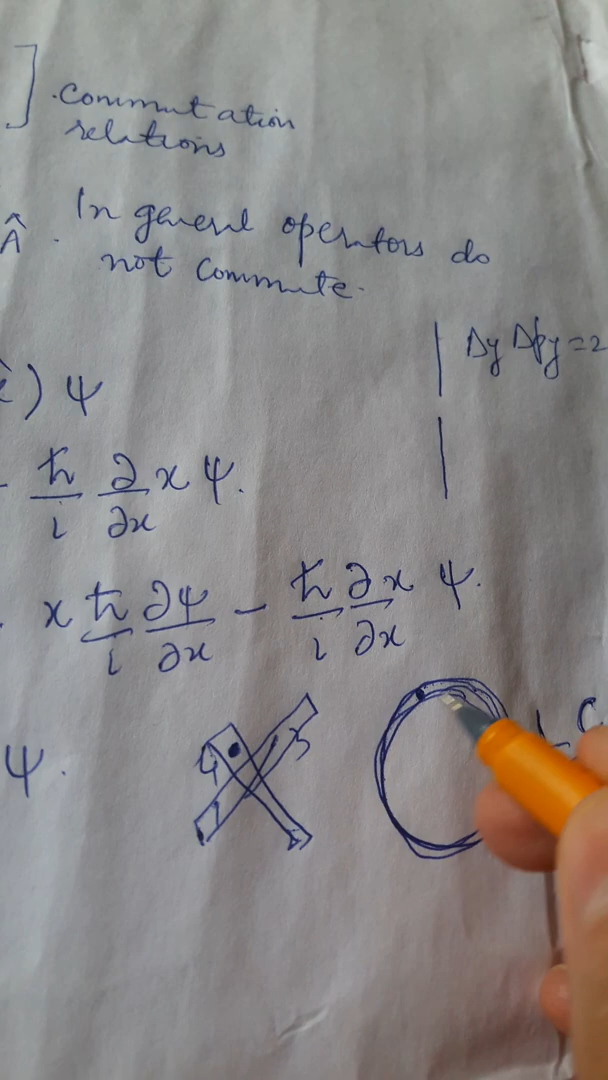 ] . Commutation
relations
Â . In general operators do
not commute.
| Δy Δpy = 2
) ψ
- ℏ/i ∂/∂x x ψ.
x ℏ/i ∂ψ/∂x - ℏ/i ∂x/∂x ψ.
ψ.